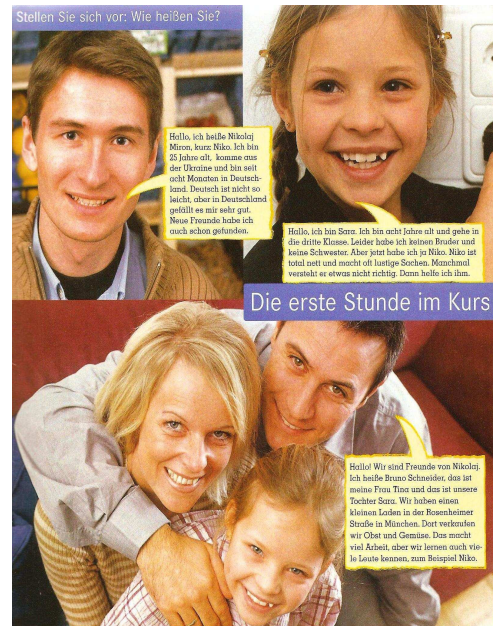 Stellen Sie sich vor: Wie heißen Sie?
Hallo, ich heiße Nikolaj
Miron, kurz: Niko. Ich bin
25 Jahre alt, komme aus
der Ukraine und bin seit
acht Monaten in Deutsch-
land. Deutsch ist nicht so
leicht, aber in Deutschland
gefällt es mir sehr gut.
Neue Freunde habe ich
auch schon gefunden.
Hallo, ich bin Sara. Ich bin acht Jahre alt und gehe in
die dritte Klasse. Leider habe ich keinen Bruder und
keine Schwester. Aber jetzt habe ich ja Niko. Niko ist
total nett und macht oft lustige Sachen. Manchmal
versteht er etwas nicht richtig. Dann helfe ich ihm.
Die erste Stunde im Kurs
Hallo! Wir sind Freunde von Nikolaj.
Ich heiße Bruno Schneider, das ist
meine Frau Tina und das ist unsere
Tochter Sara. Wir haben einen
kleinen Laden in der Rosenheimer
Straße in München. Dort verkaufen
wir Obst und Gemüse. Das macht
viel Arbeit, aber wir lernen auch vie-
le Leute kennen, zum Beispiel Niko.